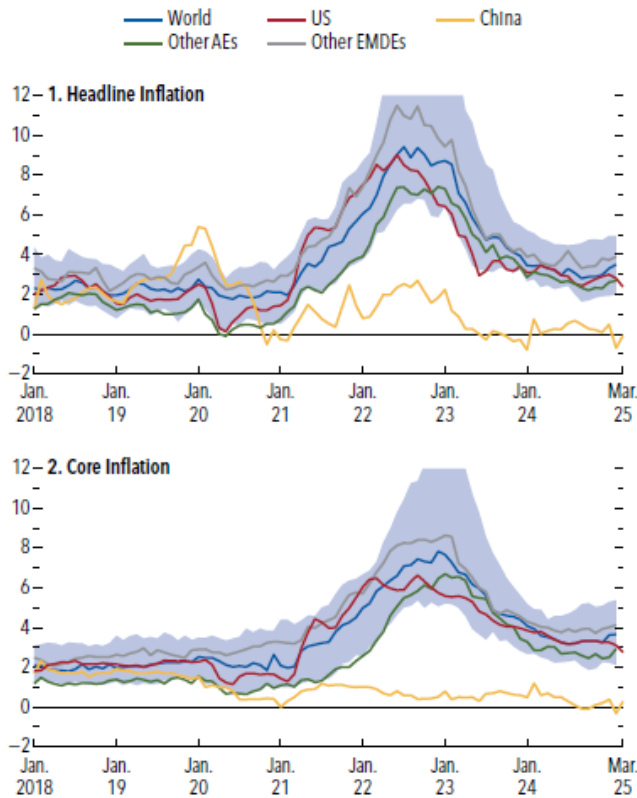 World US China
Other AEs Other EMDEs
12 1. Headline Inflation
10
8
6
4
2
0
−2
Jan. Jan. Jan. Jan. Jan. Jan. Jan. Mar.
2018 19 20 21 22 23 24 25
12 2. Core Inflation
10
8
6
4
2
0
−2
Jan. Jan. Jan. Jan. Jan. Jan. Jan. Mar.
2018 19 20 21 22 23 24 25